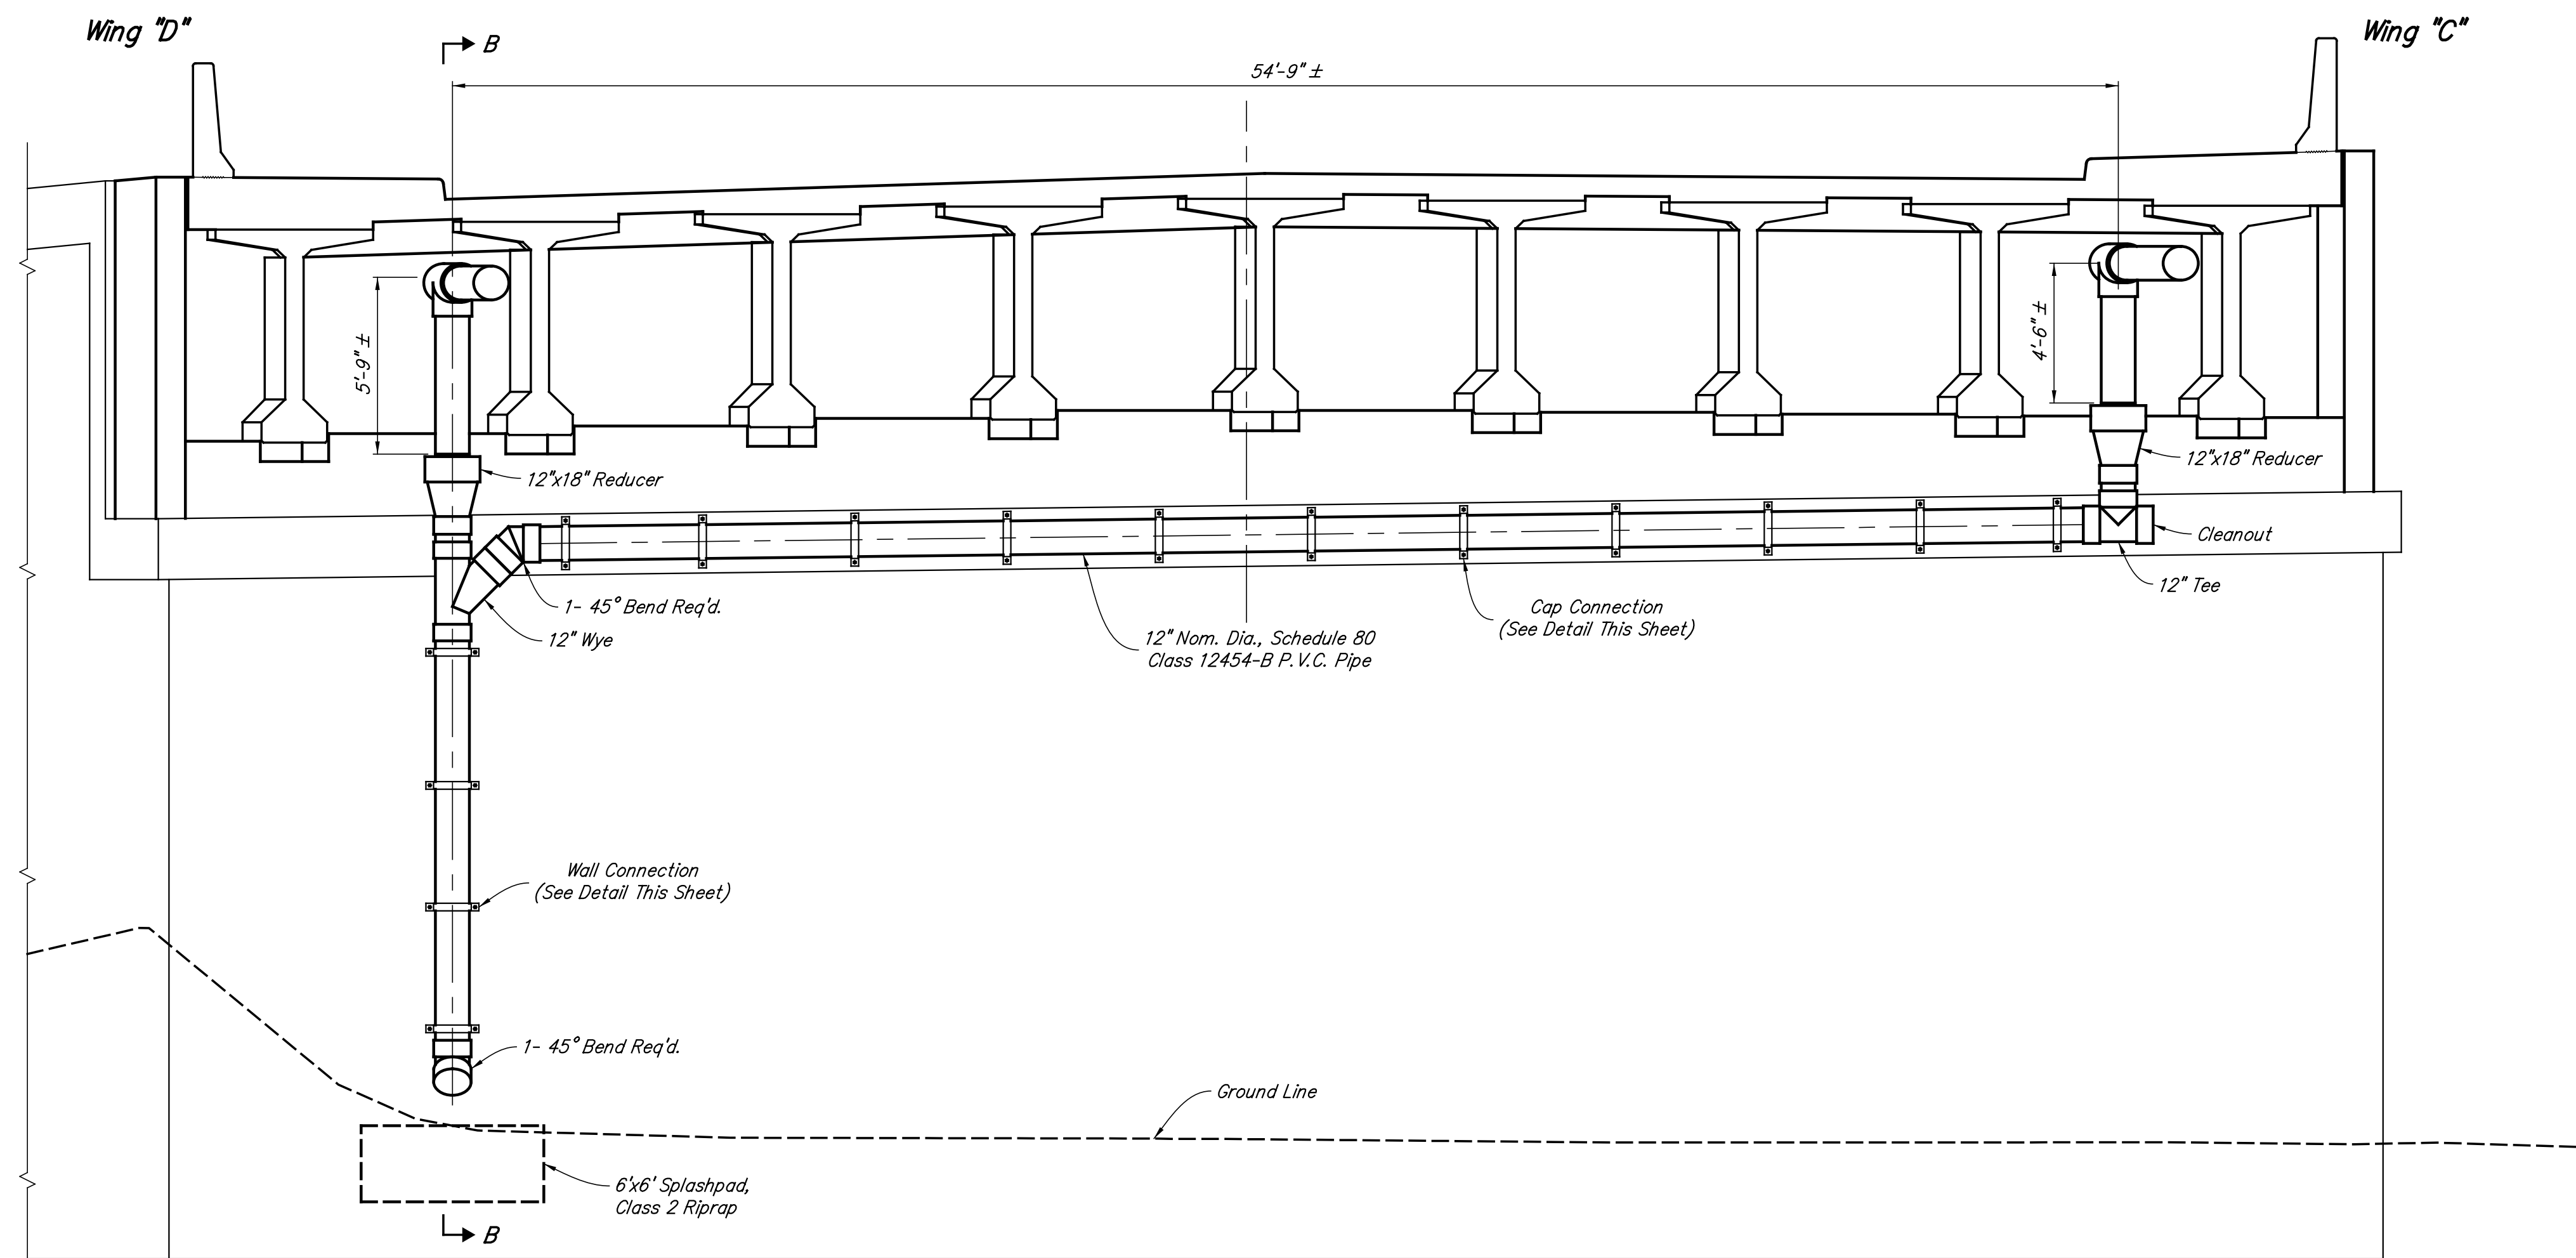 Wing "D"
B
Wing "C"
54'-9" ±
5'-9" ±
4'-6" ±
12"x18" Reducer
12"x18" Reducer
Cleanout
12" Tee
1- 45° Bend Req'd.
12" Wye
Cap Connection
(See Detail This Sheet)
12" Nom. Dia., Schedule 80
Class 12454-B P.V.C. Pipe
Wall Connection
(See Detail This Sheet)
1- 45° Bend Req'd.
Ground Line
6'x6' Splashpad,
Class 2 Riprap
B